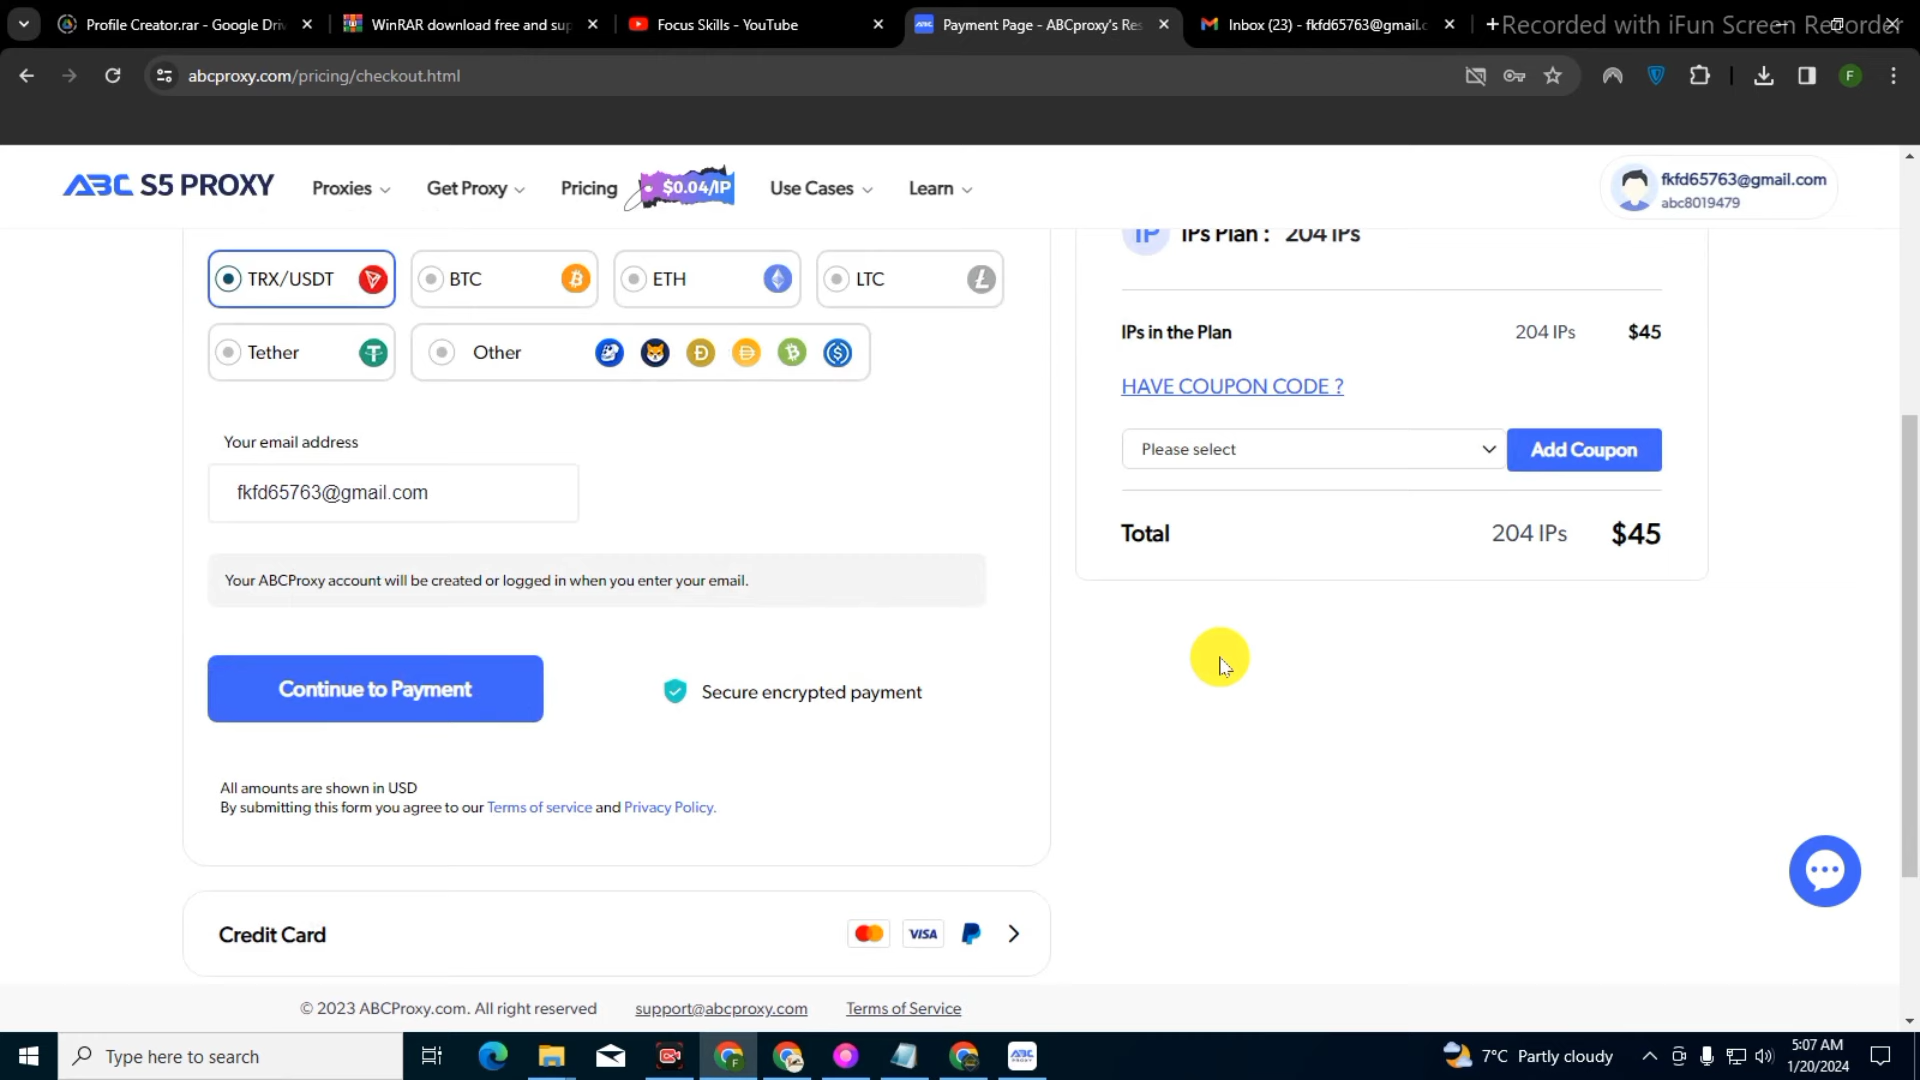 Profile Creator.rar - Google Driv
WinRAR download free and sup
Focus Skills - YouTube
Payment Page - ABCproxy's Res
Inbox (23) - fkfd65763@gmail.c
Recorded with iFun Screen Recorder
abcproxy.com/pricing/checkout.html
F
ABC S5 PROXY
Proxies
Get Proxy
Pricing
$0.04/IP
Use Cases
Learn
fkfd65763@gmail.com
abc8019479
TRX/USDT
BTC
ETH
LTC
Tether
Other
Your email address
fkfd65763@gmail.com
Your ABCProxy account will be created or logged in when you enter your email.
Continue to Payment
Secure encrypted payment
All amounts are shown in USD
By submitting this form you agree to our Terms of service and Privacy Policy.
Credit Card
VISA
IP IPs Plan : 204 IPs
IPs in the Plan 204 IPs $45
HAVE COUPON CODE ?
Please select
Add Coupon
Total 204 IPs $45
© 2023 ABCProxy.com. All right reserved
support@abcproxy.com
Terms of Service
Type here to search
7°C Partly cloudy
5:07 AM
1/20/2024